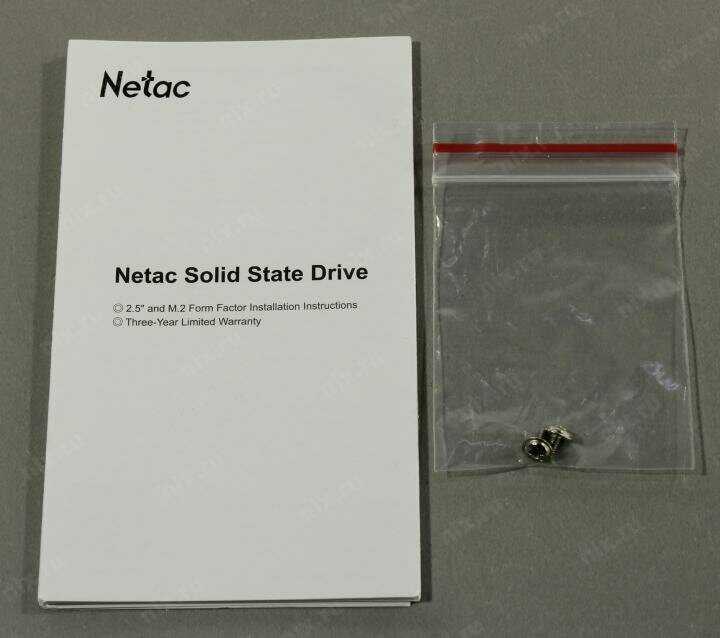 Netac
Netac Solid State Drive
◎ 2.5" and M.2 Form Factor Installation Instructions
◎ Three-Year Limited Warranty